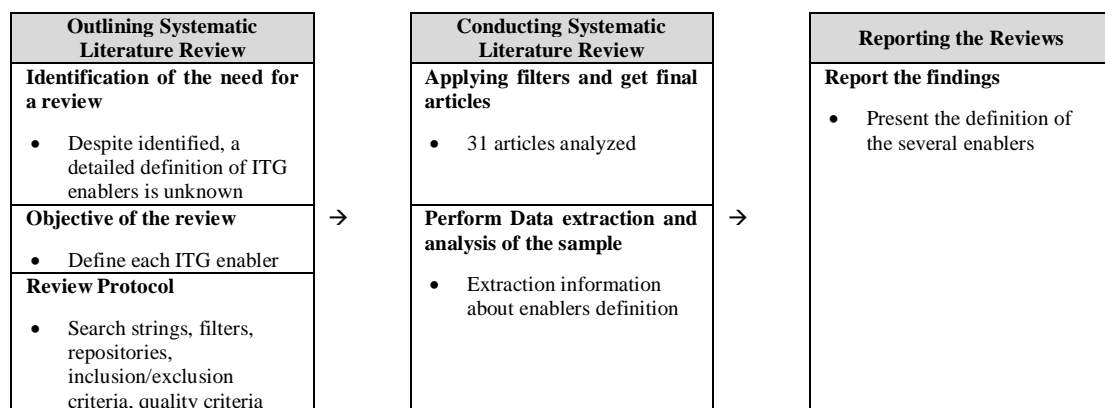 Outlining Systematic
Literature Review
Identification of the need for
a review
• Despite identified, a
detailed definition of ITG
enablers is unknown
Objective of the review
• Define each ITG enabler
Review Protocol
• Search strings, filters,
repositories,
inclusion/exclusion
criteria, quality criteria
→
Conducting Systematic
Literature Review
Applying filters and get final
articles
• 31 articles analyzed
Perform Data extraction and
analysis of the sample
• Extraction information
about enablers definition
→
Reporting the Reviews
Report the findings
• Present the definition of
the several enablers